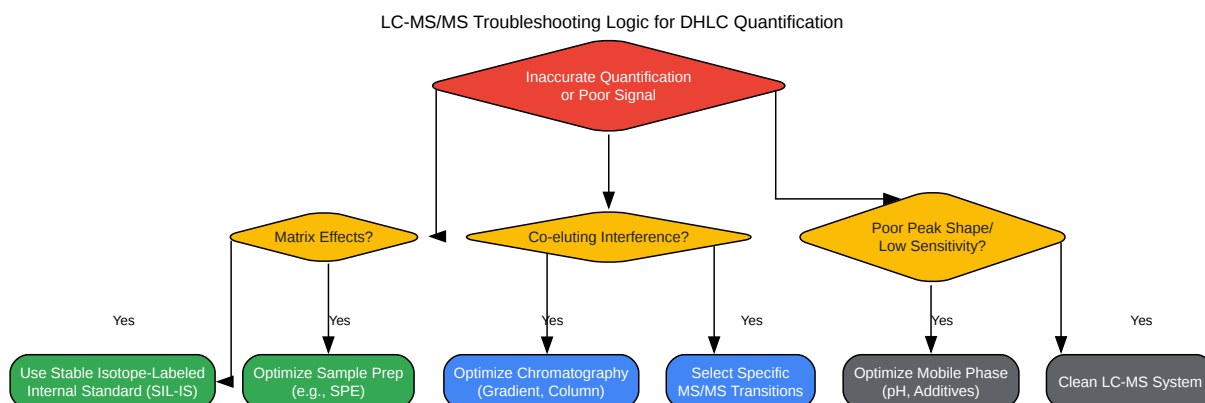 LC-MS/MS Troubleshooting Logic for DHLC Quantification
Inaccurate Quantification
or Poor Signal
Matrix Effects?
Co-eluting Interference?
Poor Peak Shape/
Low Sensitivity?
Yes
Yes
Yes
Yes
Yes
Yes
Use Stable Isotope-Labeled
Internal Standard (SIL-IS)
Optimize Sample Prep
(e.g., SPE)
Optimize Chromatography
(Gradient, Column)
Select Specific
MS/MS Transitions
Optimize Mobile Phase
(pH, Additives)
Clean LC-MS System